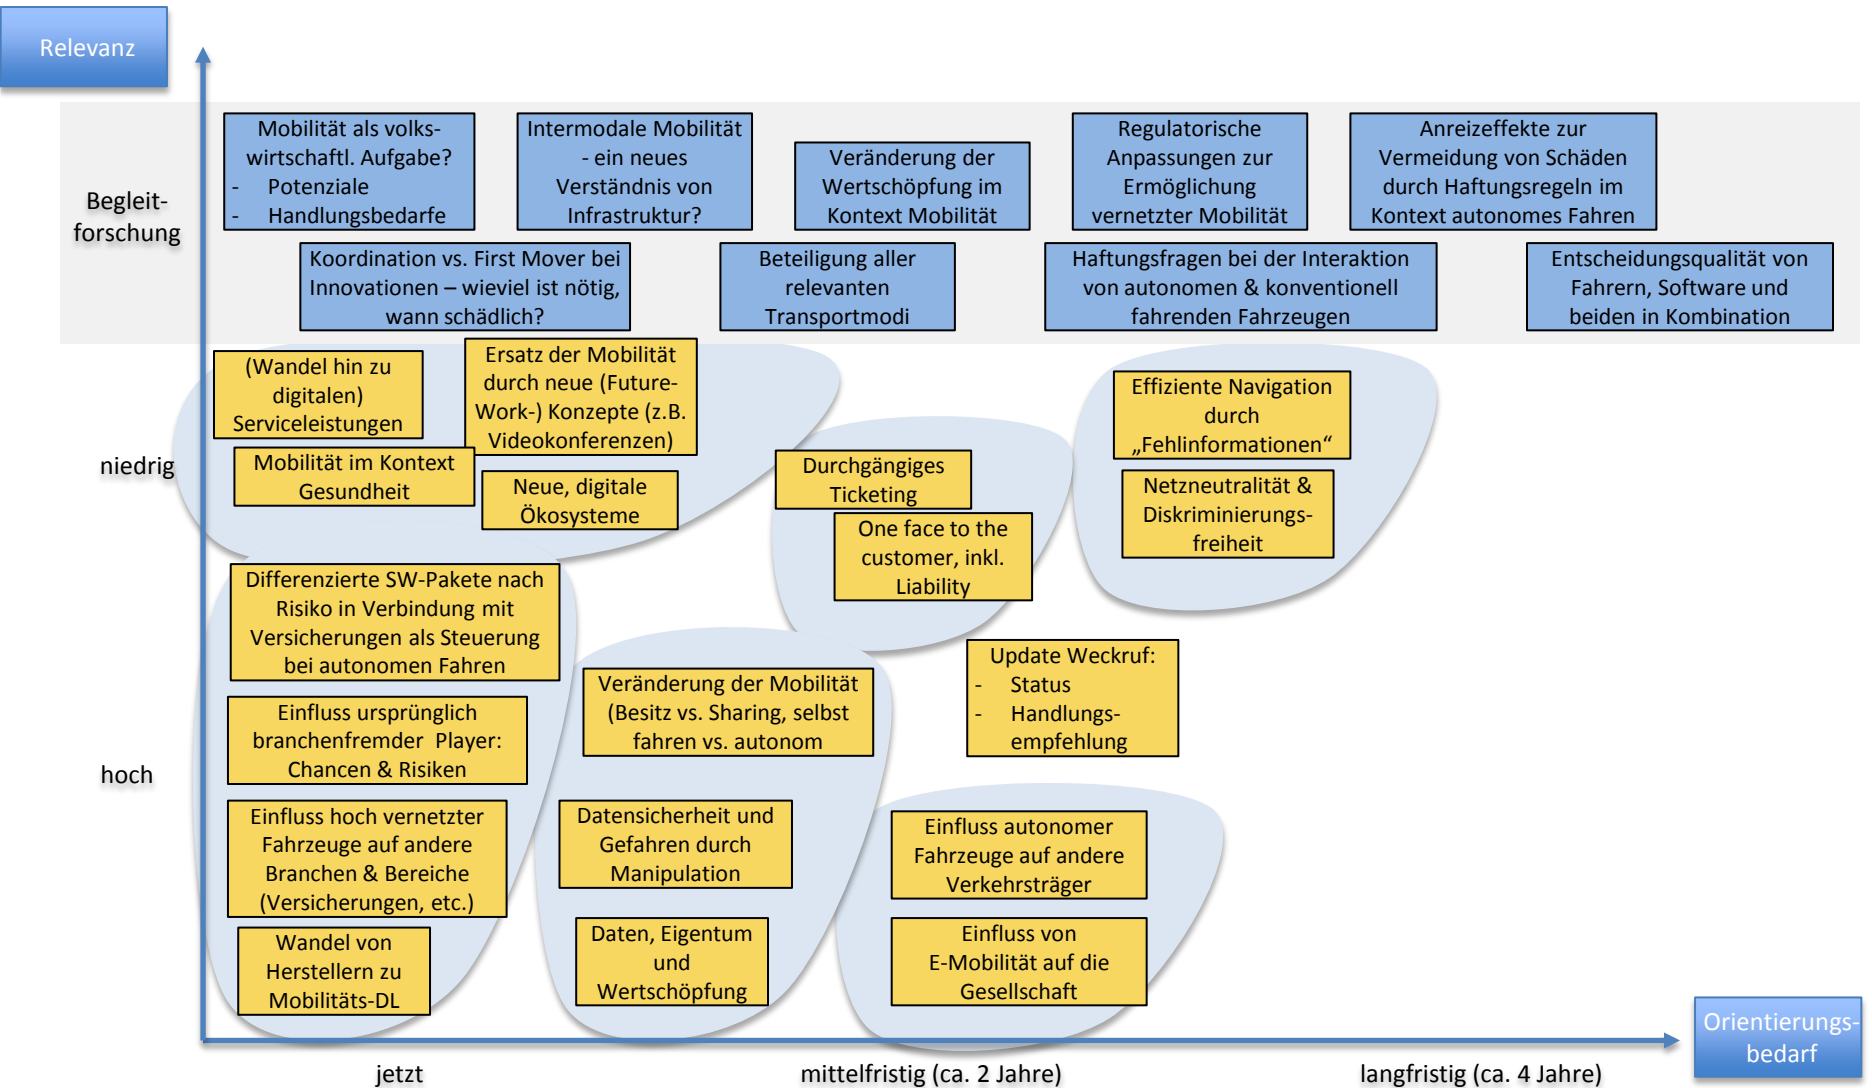 Relevanz
Begleit-
forschung
Mobilität als volks-
wirtschaftl. Aufgabe?
- Potenziale
- Handlungsbedarfe
Intermodale Mobilität
- ein neues
Verständnis von
Infrastruktur?
Veränderung der
Wertschöpfung im
Kontext Mobilität
Regulatorische
Anpassungen zur
Ermöglichung
vernetzter Mobilität
Anreizeffekte zur
Vermeidung von Schäden
durch Haftungsregeln im
Kontext autonomes Fahren
Koordination vs. First Mover bei
Innovationen – wieviel ist nötig,
wann schädlich?
Beteiligung aller
relevanten
Transportmodi
Haftungsfragen bei der Interaktion
von autonomen & konventionell
fahrenden Fahrzeugen
Entscheidungsqualität von
Fahrern, Software und
beiden in Kombination
niedrig
(Wandel hin zu
digitalen)
Serviceleistungen
Ersatz der Mobilität
durch neue (Future-
Work-) Konzepte (z.B.
Videokonferenzen)
Mobilität im Kontext
Gesundheit
Neue, digitale
Ökosysteme
Durchgängiges
Ticketing
One face to the
customer, inkl.
Liability
Effiziente Navigation
durch
„Fehlinformationen“
Netzneutralität &
Diskriminierungs-
freiheit
hoch
Differenzierte SW-Pakete nach
Risiko in Verbindung mit
Versicherungen als Steuerung
bei autonomen Fahren
Einfluss ursprünglich
branchenfremder Player:
Chancen & Risiken
Einfluss hoch vernetzter
Fahrzeuge auf andere
Branchen & Bereiche
(Versicherungen, etc.)
Wandel von
Herstellern zu
Mobilitäts-DL
Veränderung der Mobilität
(Besitz vs. Sharing, selbst
fahren vs. autonom
Datensicherheit und
Gefahren durch
Manipulation
Daten, Eigentum
und
Wertschöpfung
Update Weckruf:
- Status
- Handlungs-
empfehlung
Einfluss autonomer
Fahrzeuge auf andere
Verkehrsträger
Einfluss von
E-Mobilität auf die
Gesellschaft
Orientierungs-
bedarf
jetzt
mittelfristig (ca. 2 Jahre)
langfristig (ca. 4 Jahre)